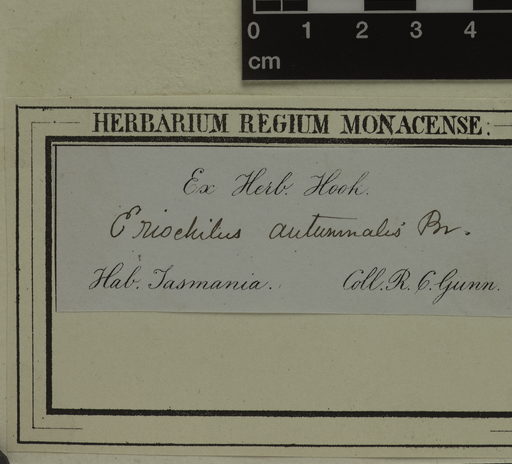 0 1 2 3 4
cm
HERBARIUM REGIUM MONACENSE.
Ex Herb. Hook.
Eriochilus autumnalis Br.
Hab. Tasmania. Coll. R. C. Gunn.